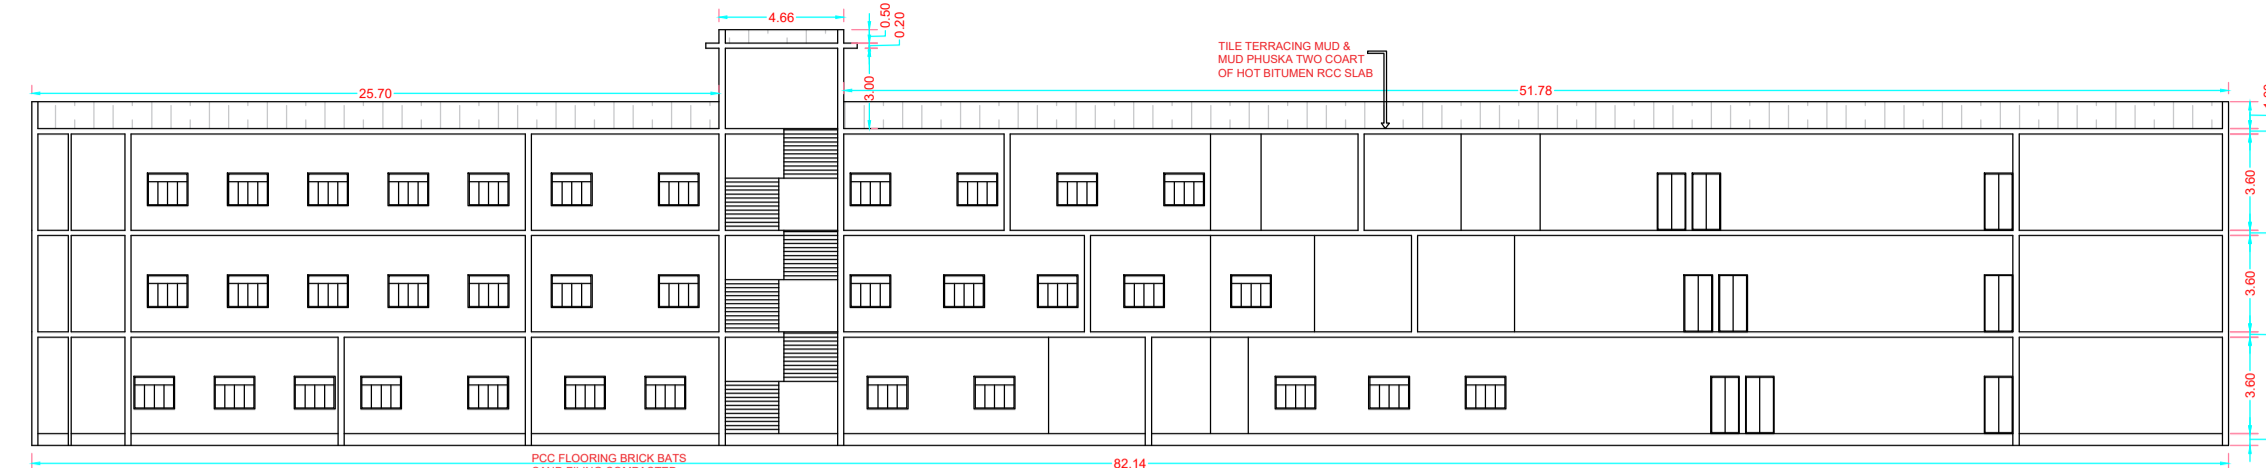 4.66
0.50
0.20
3.00
TILE TERRACING MUD &
MUD PHUSKA TWO COART
OF HOT BITUMEN RCC SLAB
25.70
51.78
3.60
3.60
3.60
PCC FLOORING BRICK BATS
82.14